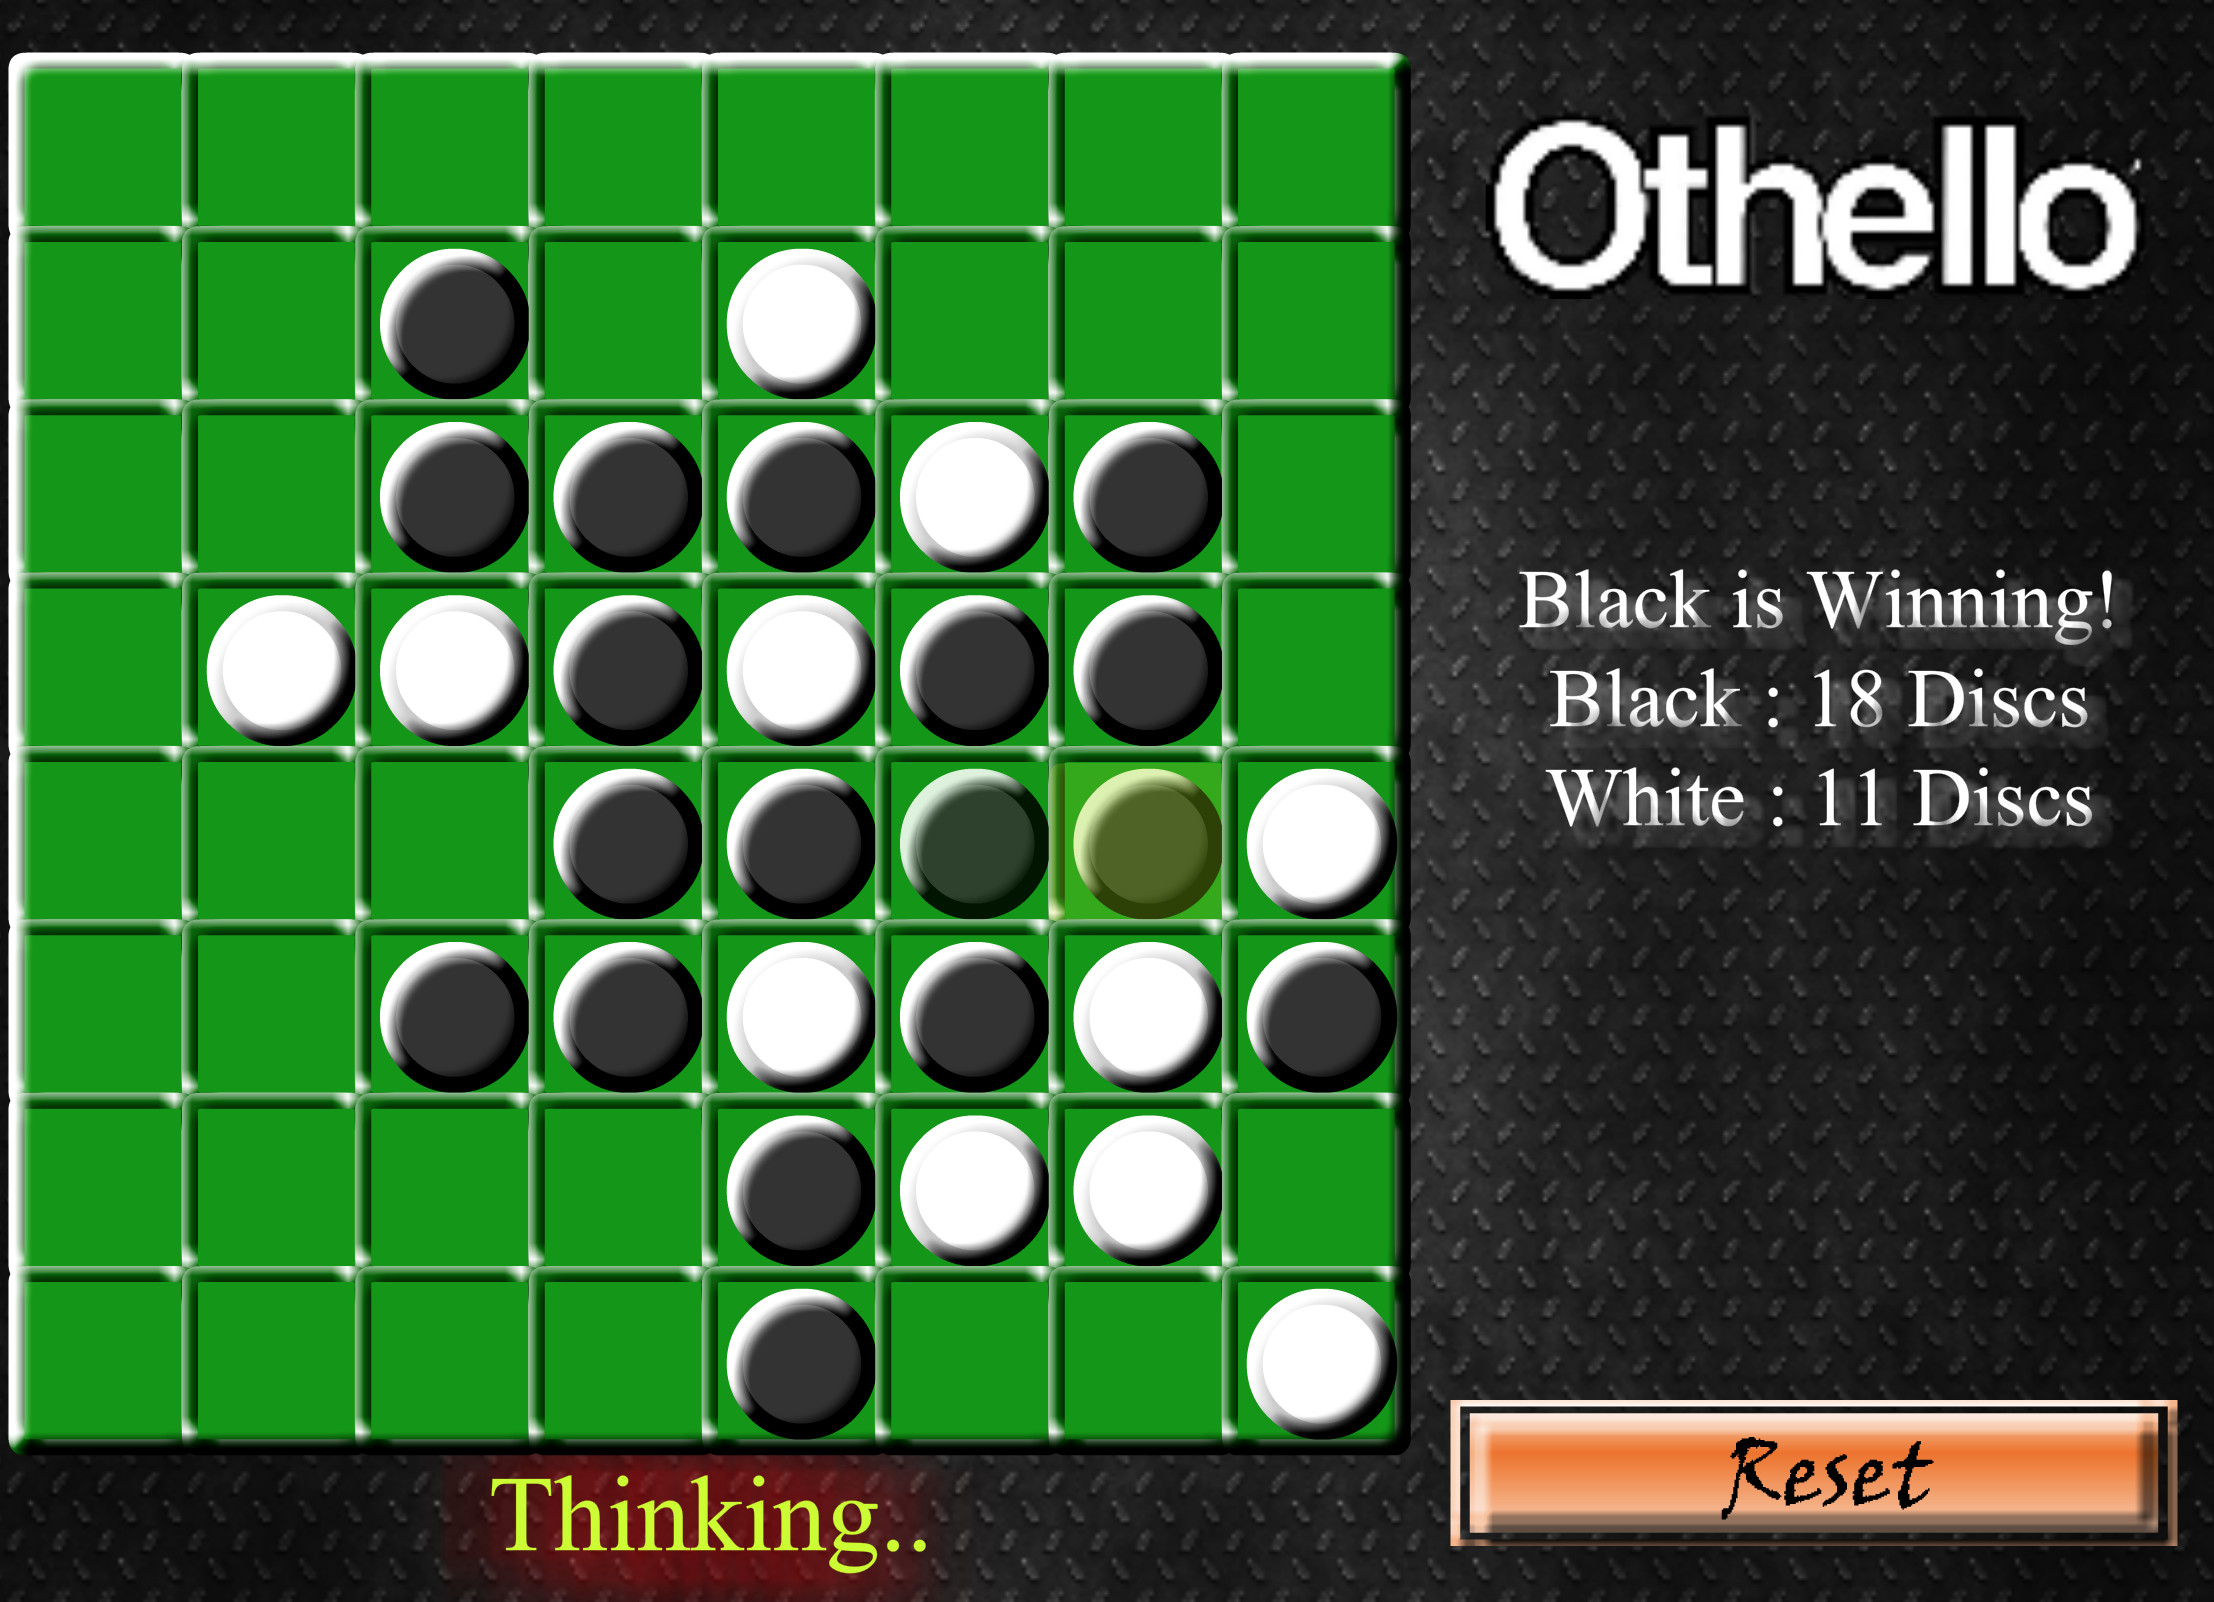 Othello
Black is Winning!
Black : 18 Discs
White : 11 Discs
Reset
Thinking..